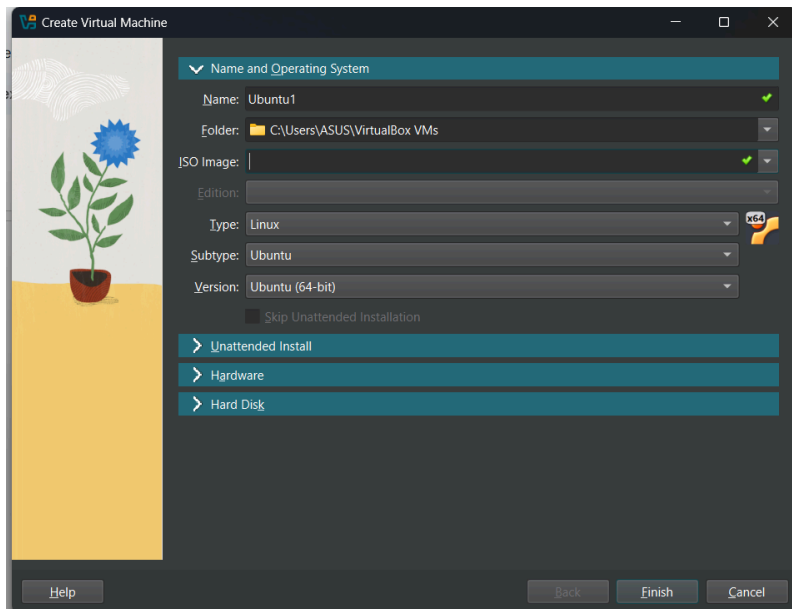 Create Virtual Machine
Name and Operating System
Name: Ubuntu1
Folder: C:\Users\ASUS\VirtualBox VMs
ISO Image:
Edition:
Type: Linux
x64
Subtype: Ubuntu
Version: Ubuntu (64-bit)
Skip Unattended Installation
Unattended Install
Hardware
Hard Disk
Help Back Finish Cancel